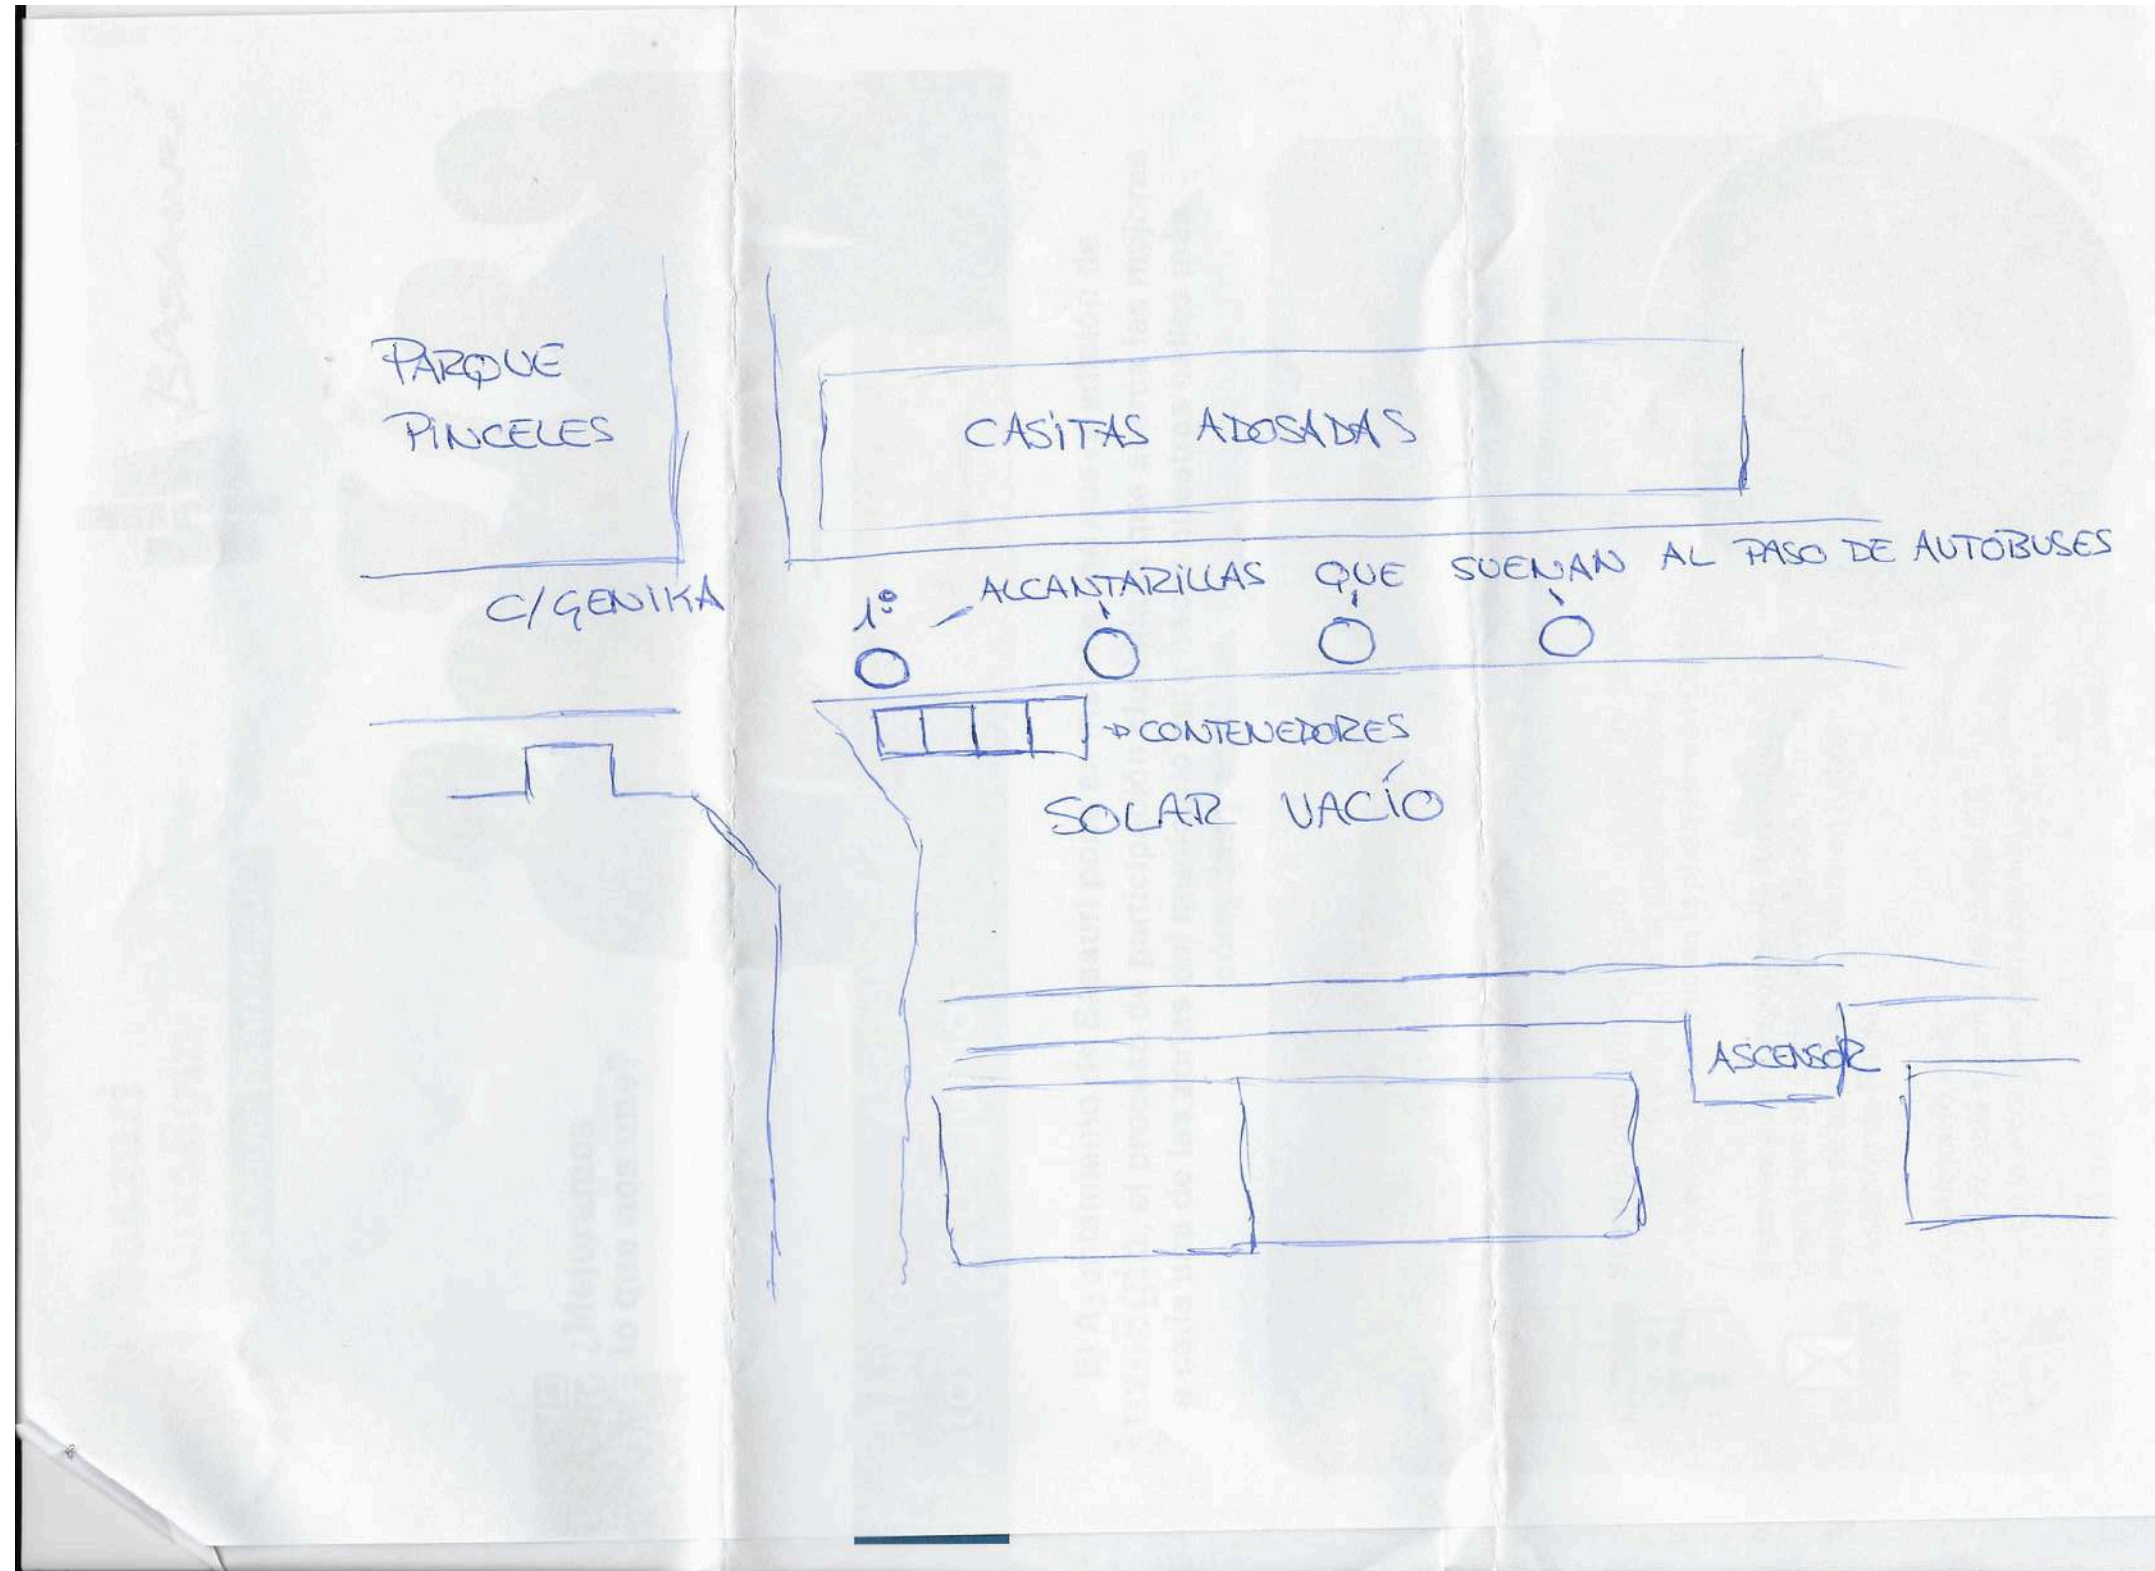 PARQUE
PINCELES
CASITAS ADOSADAS
ALCANTARILLAS QUE SUENAN AL PASO DE AUTOBUSES
C/GENIKA
1º
CONTENEDORES
SOLAR VACÍO
ASCENSOR